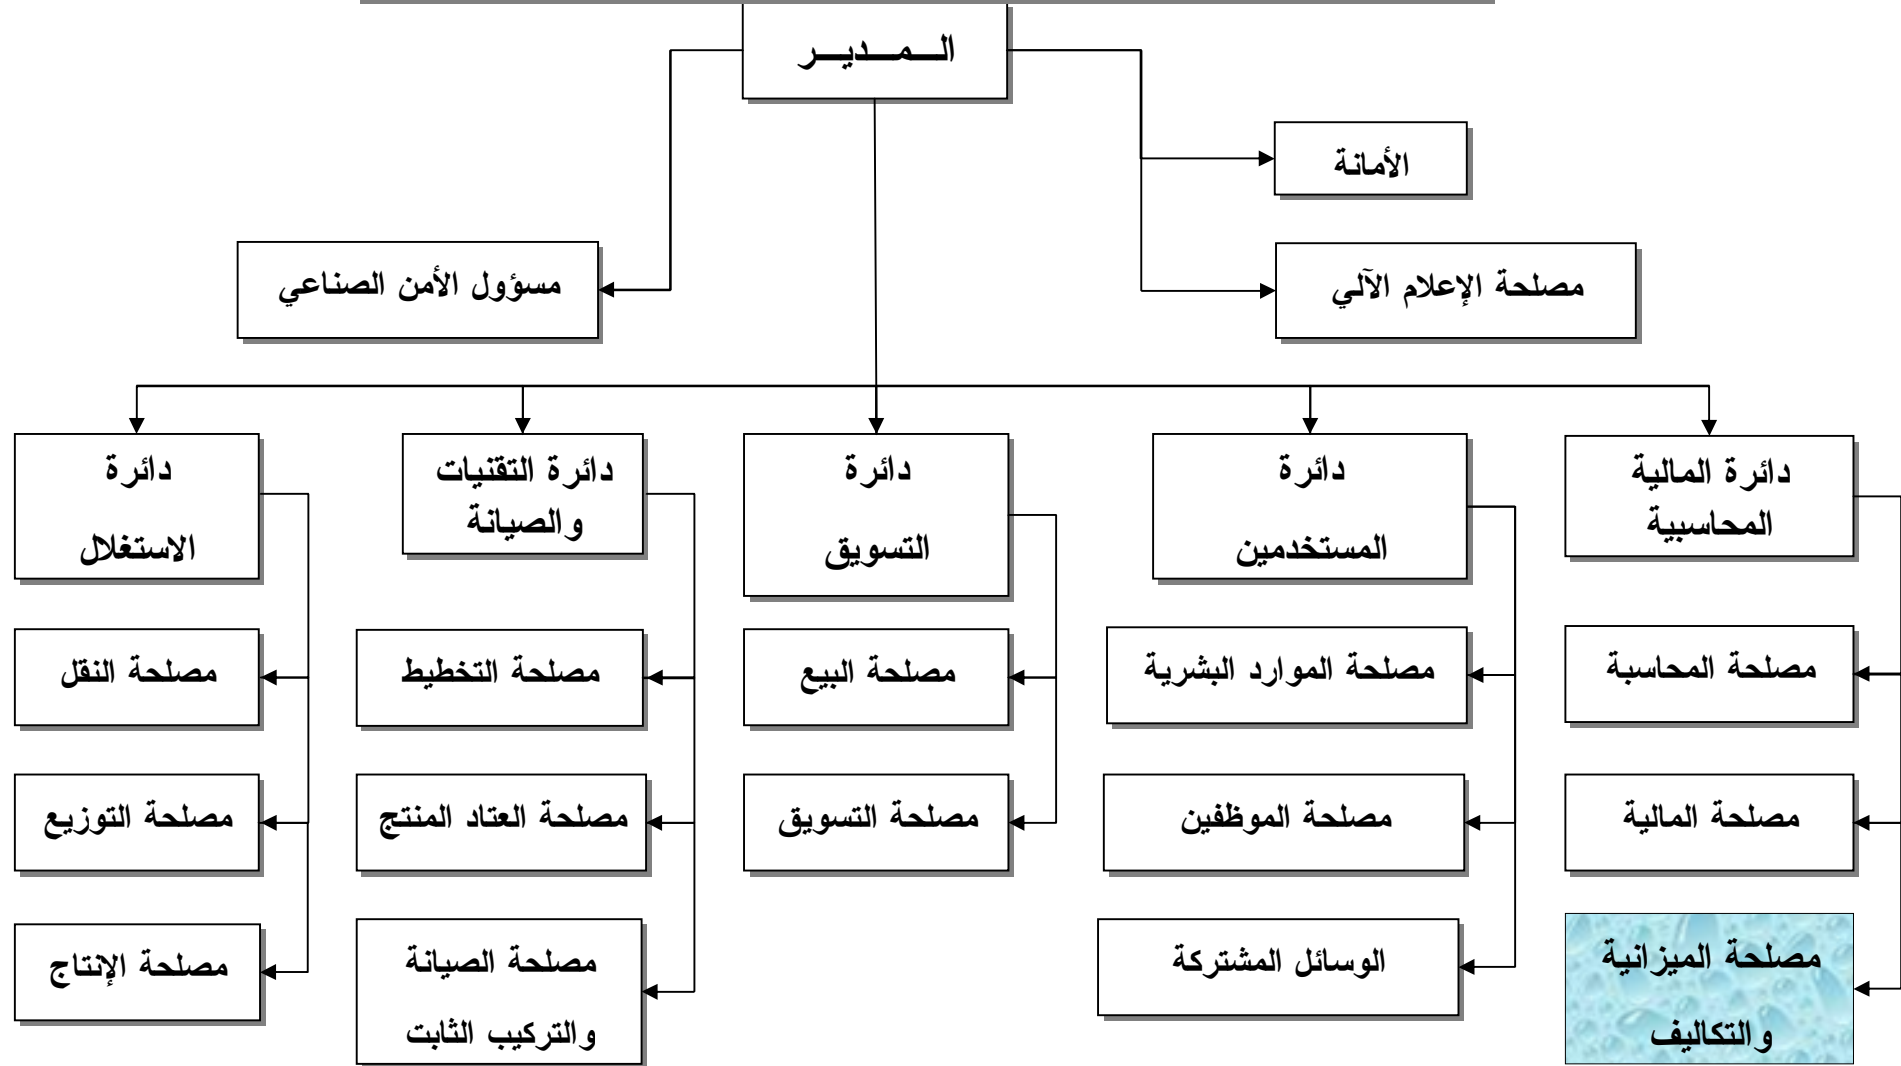 الـــمـــديـــر
الأمانة
مصلحة الإعلام الآلي
مسؤول الأمن الصناعي
دائرة المالية
المحاسبية
دائرة
المستخدمين
دائرة
التسويق
دائرة التقنيات
والصيانة
دائرة
الاستغلال
مصلحة المحاسبة
مصلحة الموارد البشرية
مصلحة البيع
مصلحة التخطيط
مصلحة النقل
مصلحة المالية
مصلحة الموظفين
مصلحة التسويق
مصلحة العتاد المنتج
مصلحة التوزيع
مصلحة الميزانية
والتكاليف
الوسائل المشتركة
مصلحة الصيانة
والتركيب الثابت
مصلحة الإنتاج